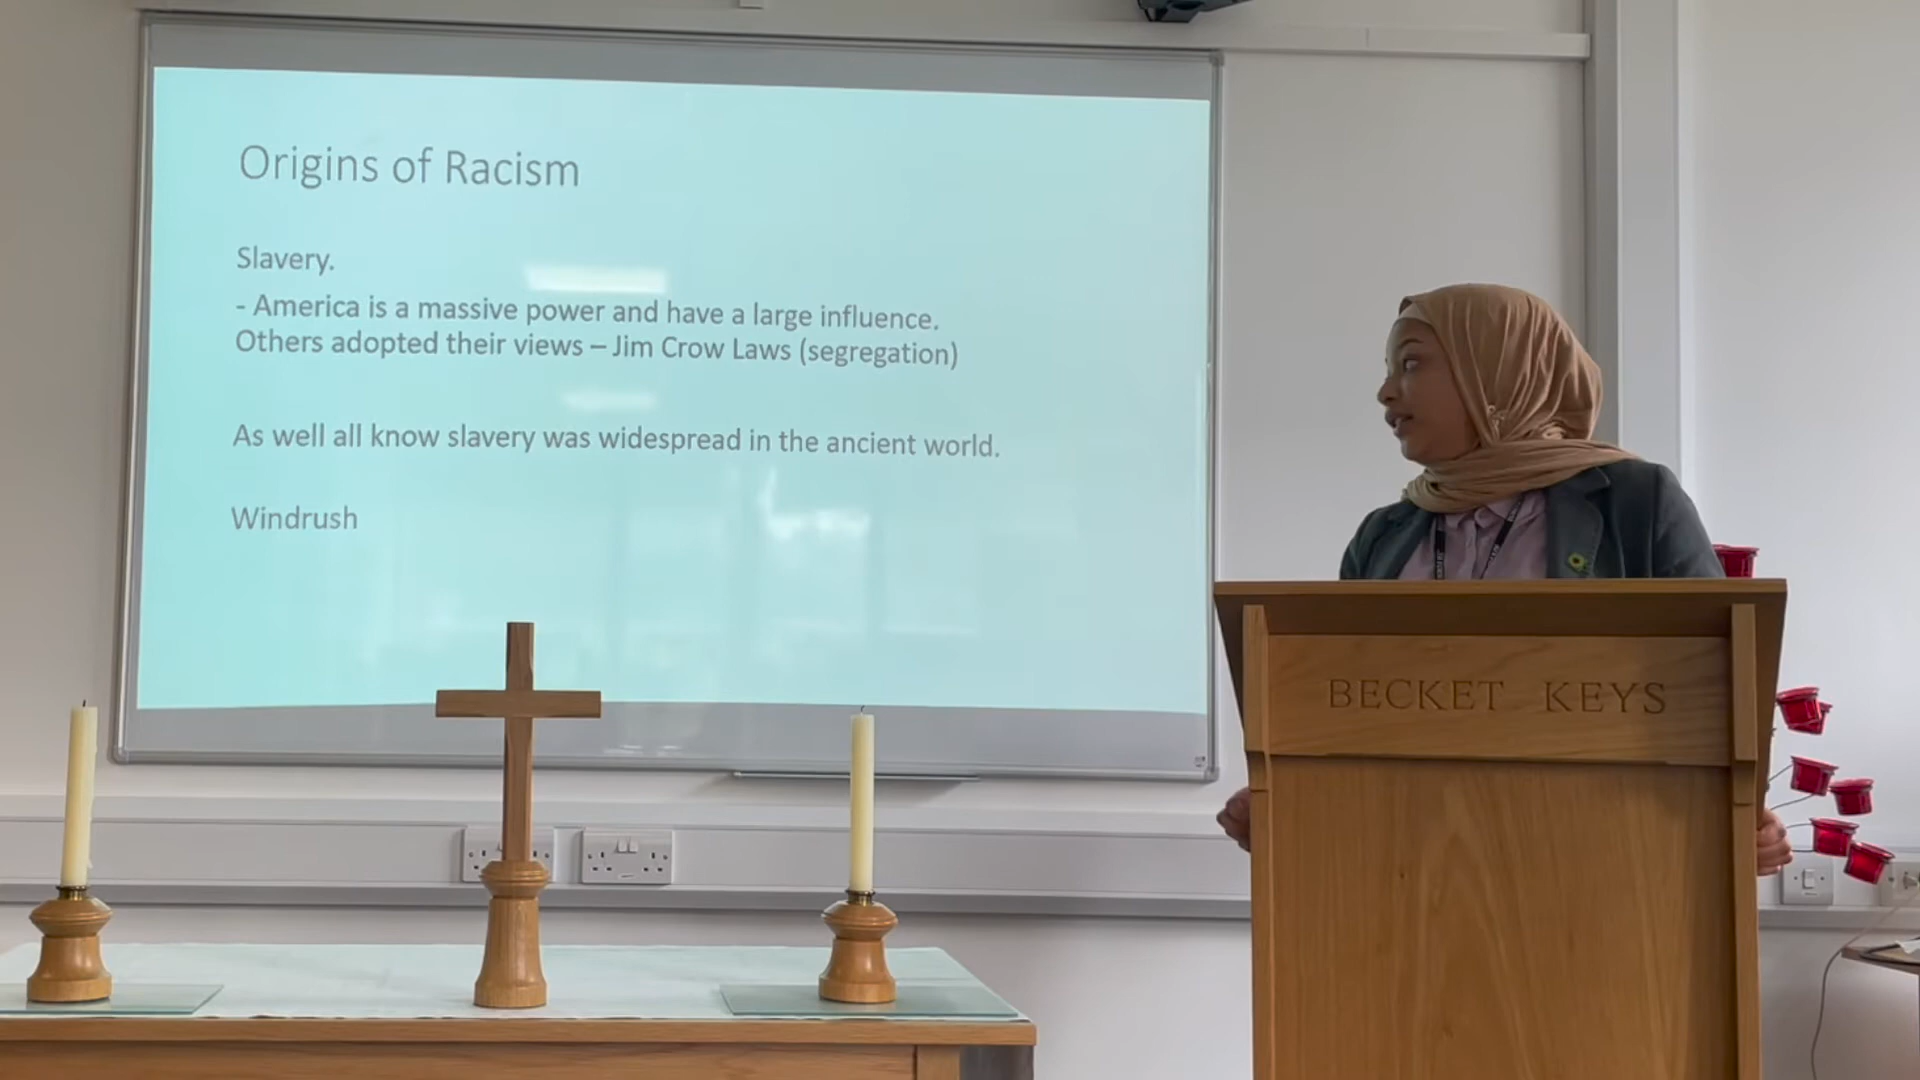 Origins of Racism
Slavery.
- America is a massive power and have a large influence.
Others adopted their views – Jim Crow Laws (segregation)
As well all know slavery was widespread in the ancient world.
Windrush
BECKET KEYS